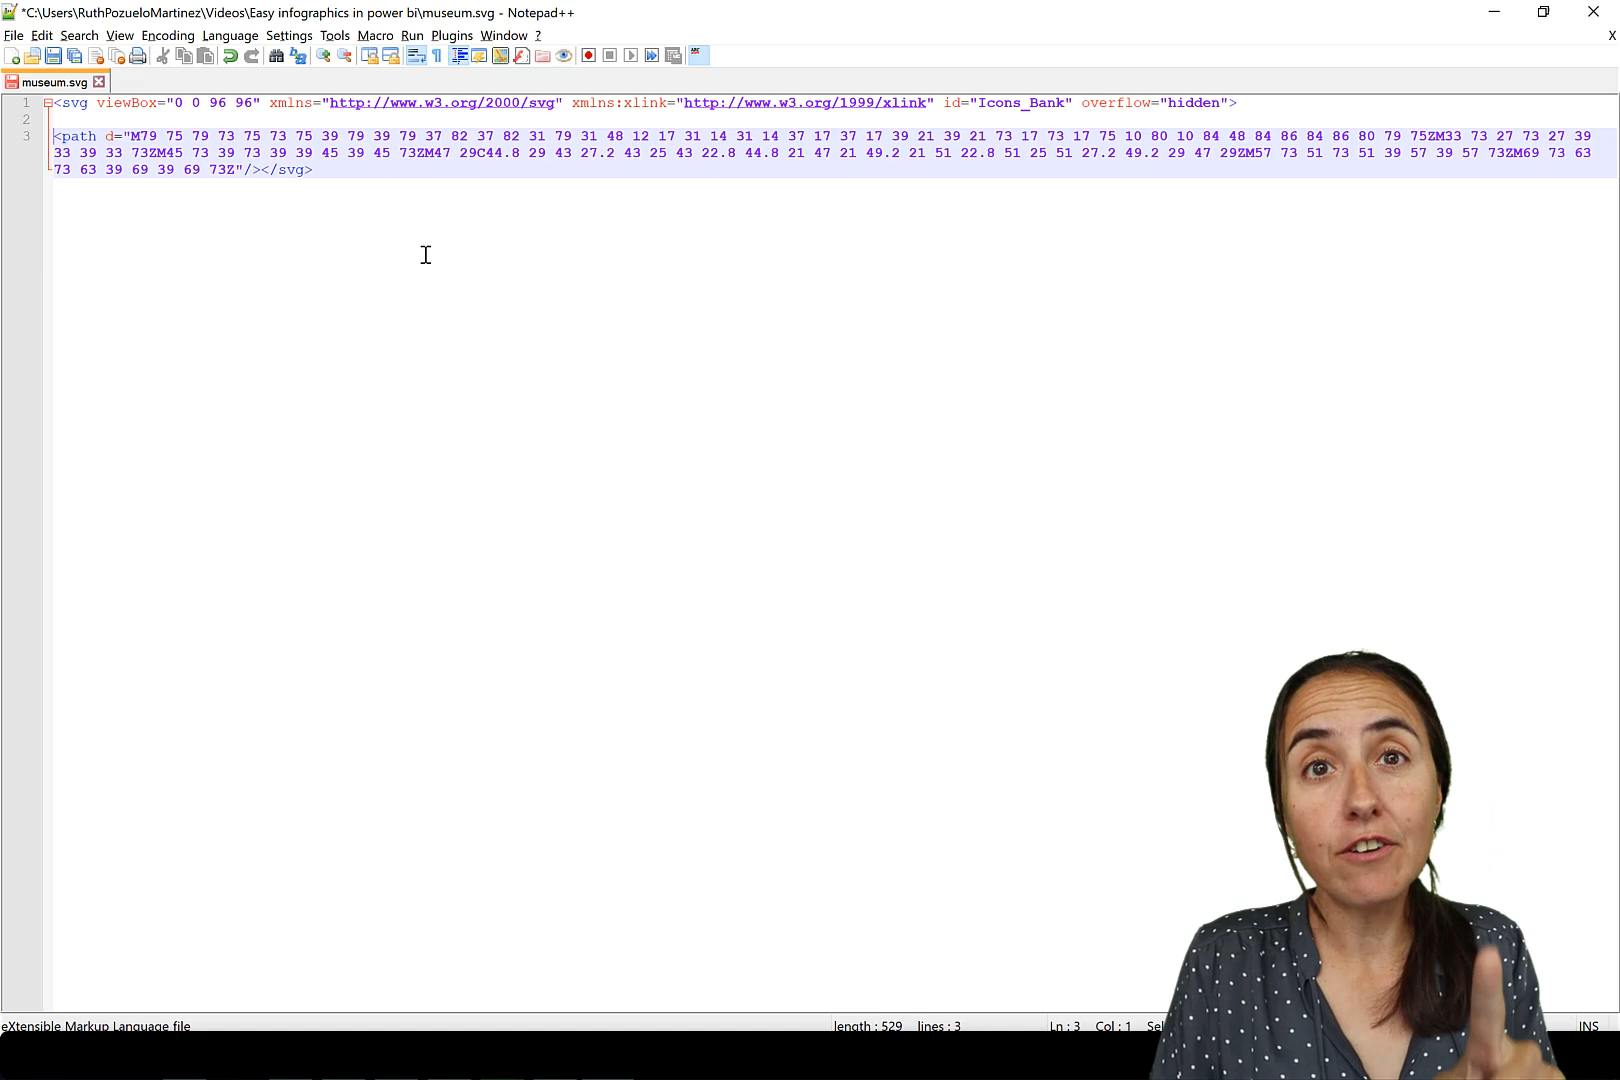 *C:\Users\RuthPozueloMartinez\Videos\Easy infographics in power bi\museum.svg - Notepad++
File Edit Search View Encoding Language Settings Tools Macro Run Plugins Window ? X
museum.svg
1 <svg viewBox="0 0 96 96" xmlns="http://www.w3.org/2000/svg" xmlns:xlink="http://www.w3.org/1999/xlink" id="Icons_Bank" overflow="hidden">
2
3 <path d="M79 75 79 73 75 73 75 39 79 39 79 37 82 37 82 31 79 31 48 12 17 31 14 31 14 37 17 37 17 39 21 39 21 73 17 73 17 75 10 80 10 84 48 84 86 84 86 80 79 75ZM33 73 27 73 27 39
33 39 33 73ZM45 73 39 73 39 39 45 39 45 73ZM47 29C44.8 29 43 27.2 43 25 43 22.8 44.8 21 47 21 49.2 21 51 22.8 51 25 51 27.2 49.2 29 47 29ZM57 73 51 73 51 39 57 39 57 73ZM69 73 63
73 63 39 69 39 69 73Z"/></svg>
eXtensible Markup Language file length : 529 lines : 3 Ln : 3 Col : 1 Sel INS